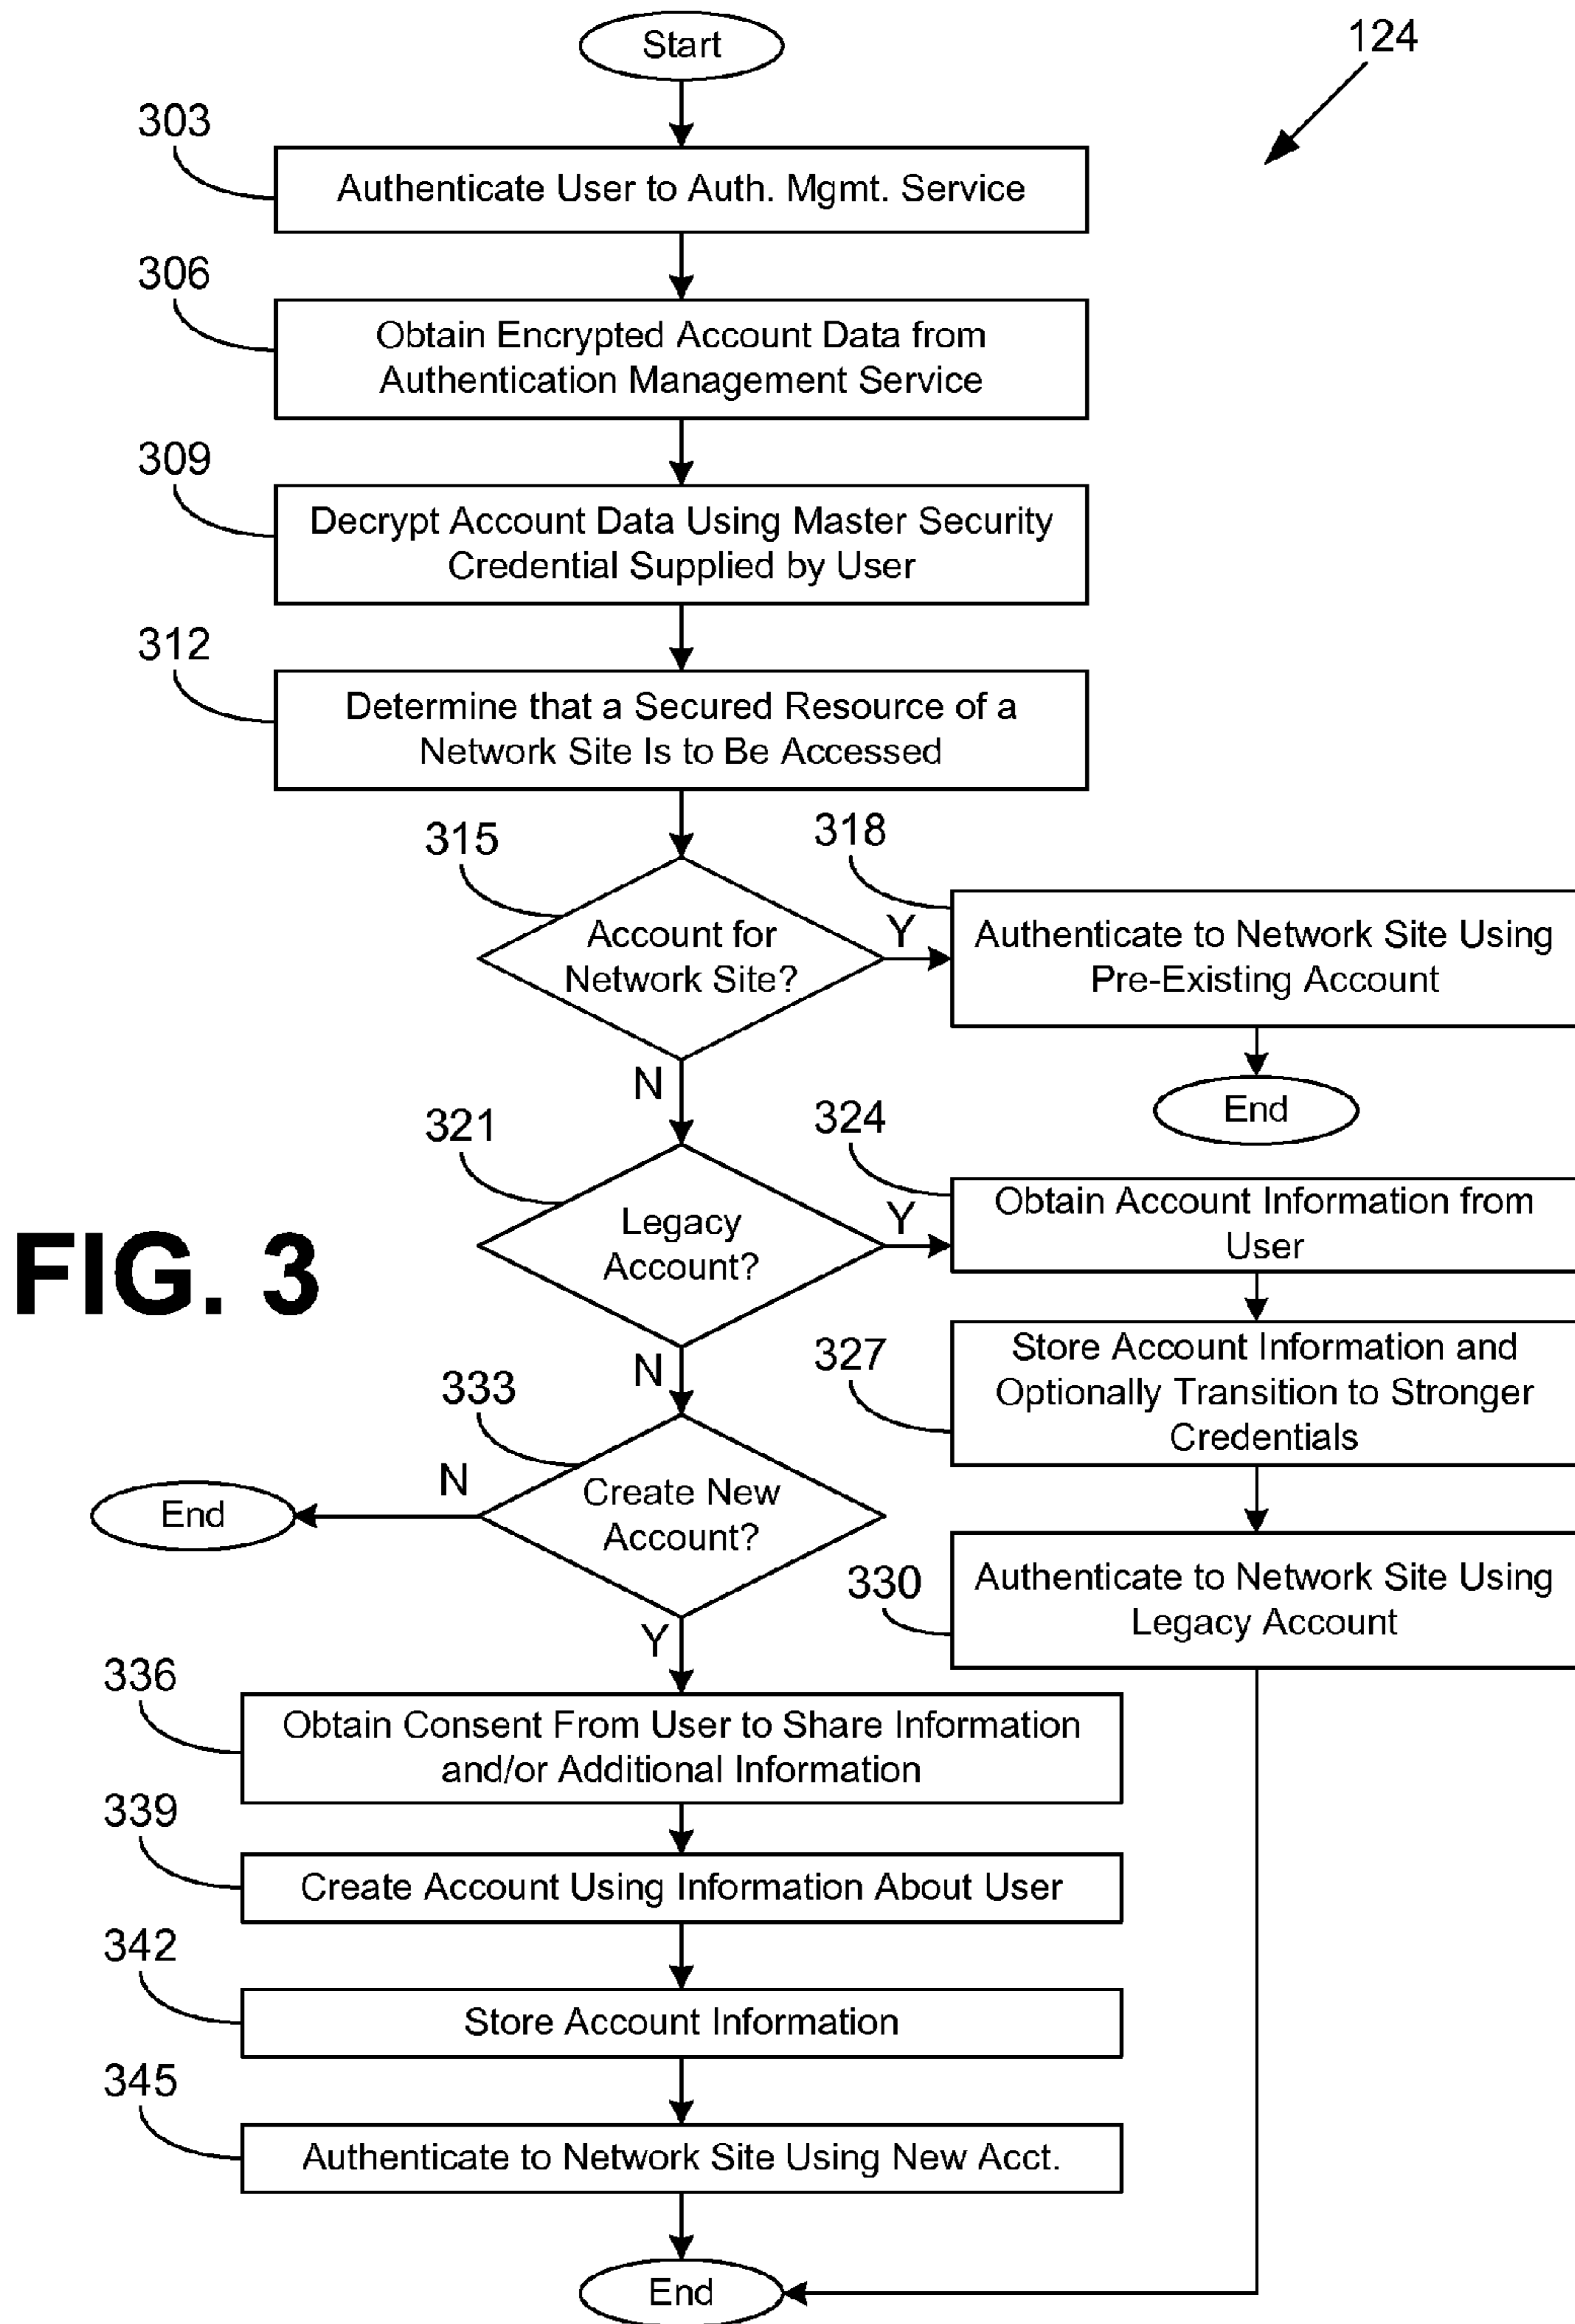 Start
124
303
Authenticate User to Auth. Mgmt. Service
306
Obtain Encrypted Account Data from
Authentication Management Service
309
Decrypt Account Data Using Master Security
Credential Supplied by User
312
Determine that a Secured Resource of a
Network Site Is to Be Accessed
315
Account for
Network Site?
Y
318
Authenticate to Network Site Using
Pre-Existing Account
End
N
321
Legacy
Account?
Y
324
Obtain Account Information from
User
FIG. 3
327
Store Account Information and
Optionally Transition to Stronger
Credentials
N
333
Create New
Account?
N
End
330
Authenticate to Network Site Using
Legacy Account
Y
336
Obtain Consent From User to Share Information
and/or Additional Information
339
Create Account Using Information About User
342
Store Account Information
345
Authenticate to Network Site Using New Acct.
End